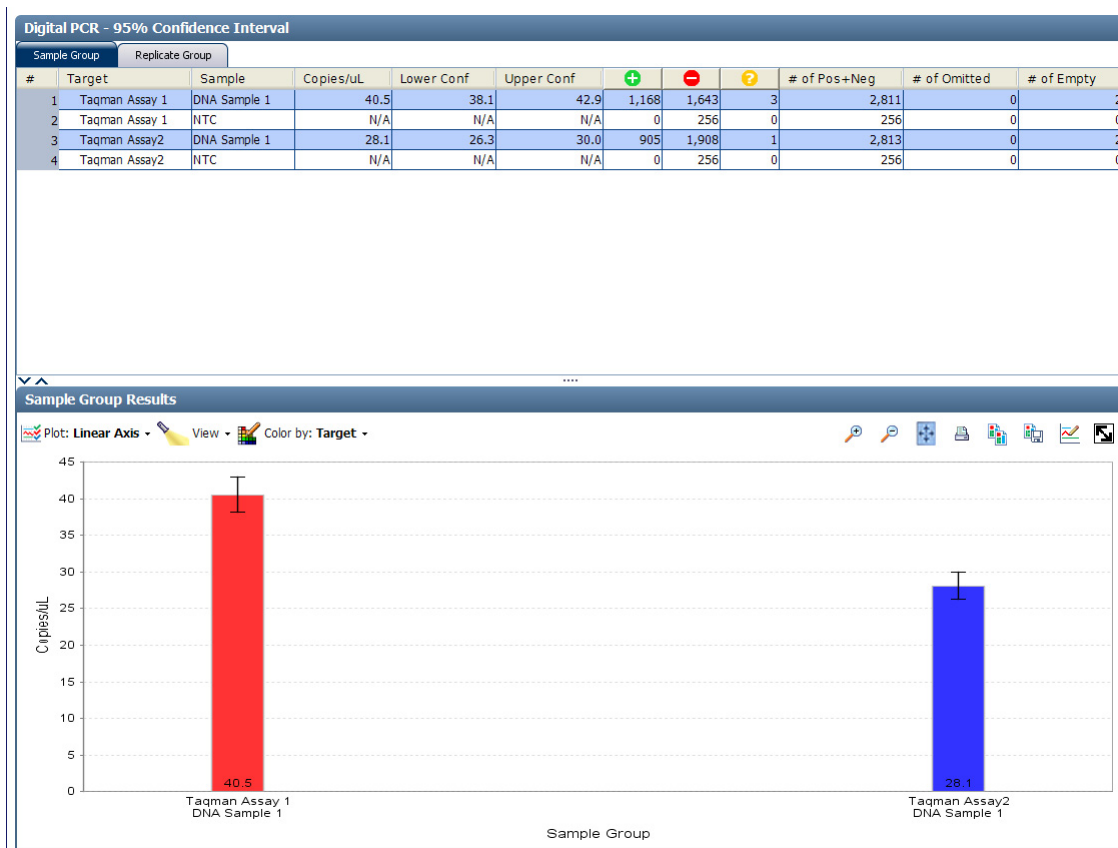 Digital PCR - 95% Confidence Interval
Sample Group Replicate Group
# Target Sample Copies/uL Lower Conf Upper Conf + - ? # of Pos+Neg # of Omitted # of Empty
1 Taqman Assay 1 DNA Sample 1 40.5 38.1 42.9 1,168 1,643 3 2,811 0
2 Taqman Assay 1 NTC N/A N/A N/A 0 256 0 256 0
3 Taqman Assay2 DNA Sample 1 28.1 26.3 30.0 905 1,908 1 2,813 0
4 Taqman Assay2 NTC N/A N/A N/A 0 256 0 256 0
Sample Group Results
Plot: Linear Axis View Color by: Target
45
40
35
30
25
20
15
10
5
0
Copies/uL
40.5
28.1
Taqman Assay 1
DNA Sample 1
Taqman Assay2
DNA Sample 1
Sample Group